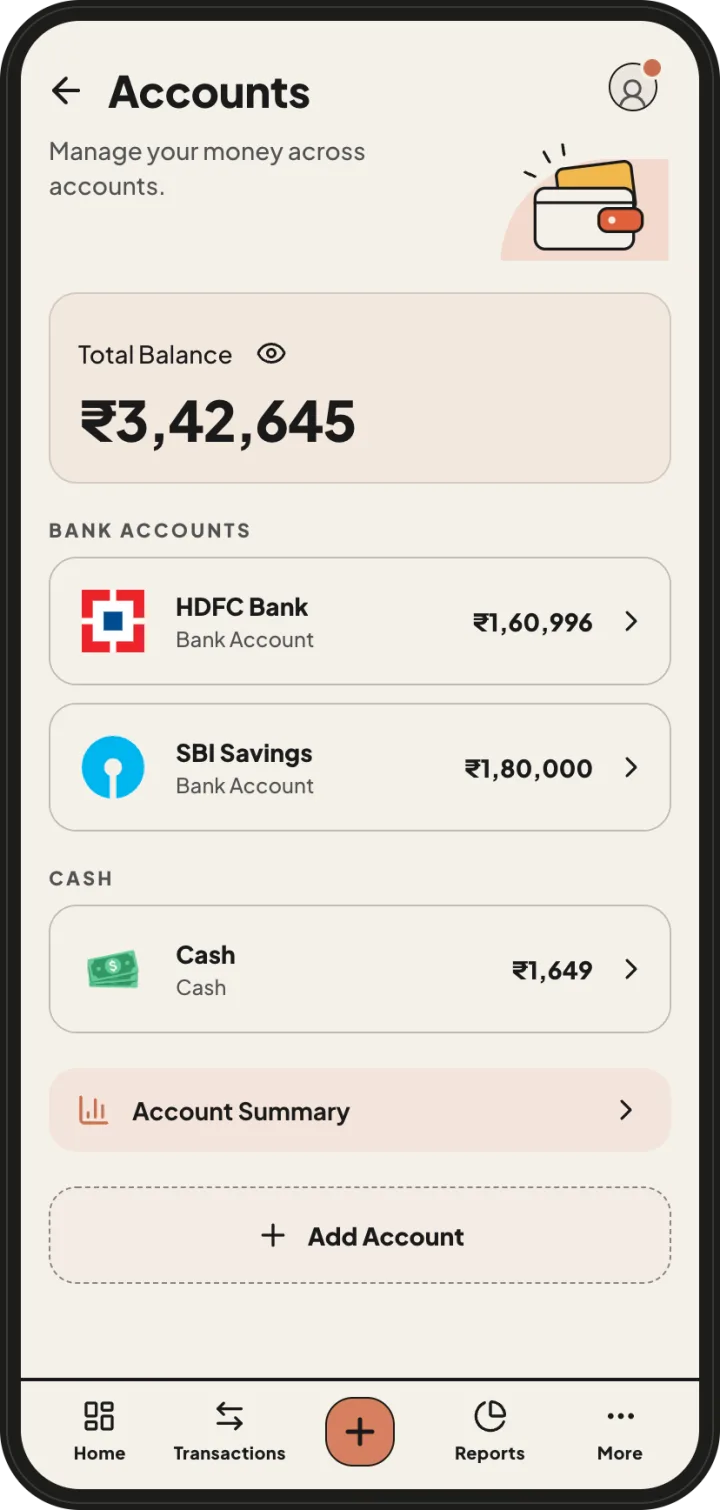 Accounts
Manage your money across
accounts.
Total Balance
₹3,42,645
BANK ACCOUNTS
HDFC Bank
Bank Account
₹1,60,996
SBI Savings
Bank Account
₹1,80,000
CASH
$
Cash
Cash
₹1,649
Account Summary
Add Account
Home
Transactions
Reports
More